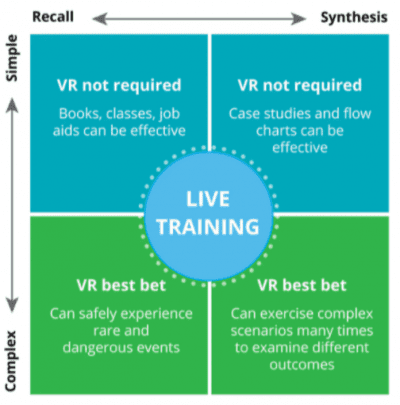 Recall
Synthesis
Simple
VR not required
Books, classes, job
aids can be effective
VR not required
Case studies and flow
charts can be
effective
LIVE
TRAINING
Complex
VR best bet
Can safely experience
rare and
dangerous events
VR best bet
Can exercise complex
scenarios many times
to examine different
outcomes